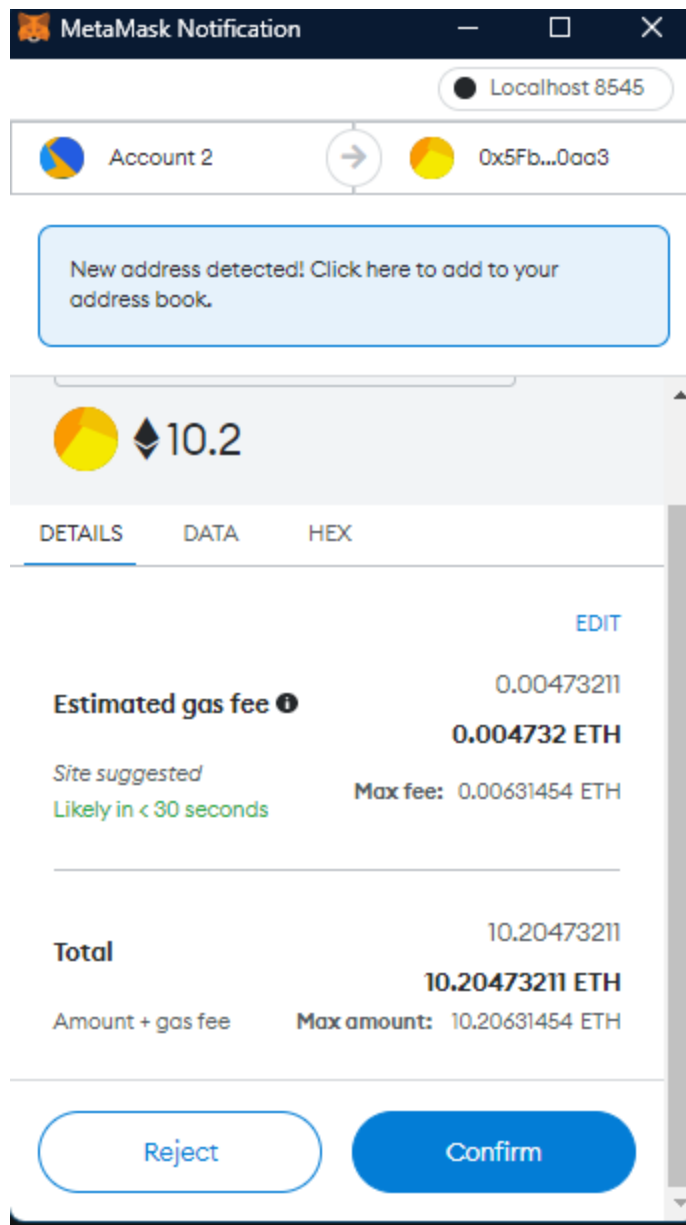 MetaMask Notification
Localhost 8545
Account 2
0x5Fb...0aa3
New address detected! Click here to add to your
address book.
10.2
DETAILS DATA HEX
EDIT
0.00473211
Estimated gas fee
0.004732 ETH
Site suggested
Max fee: 0.00631454 ETH
Likely in < 30 seconds
10.20473211
Total
10.20473211 ETH
Amount + gas fee Max amount: 10.20631454 ETH
Reject Confirm